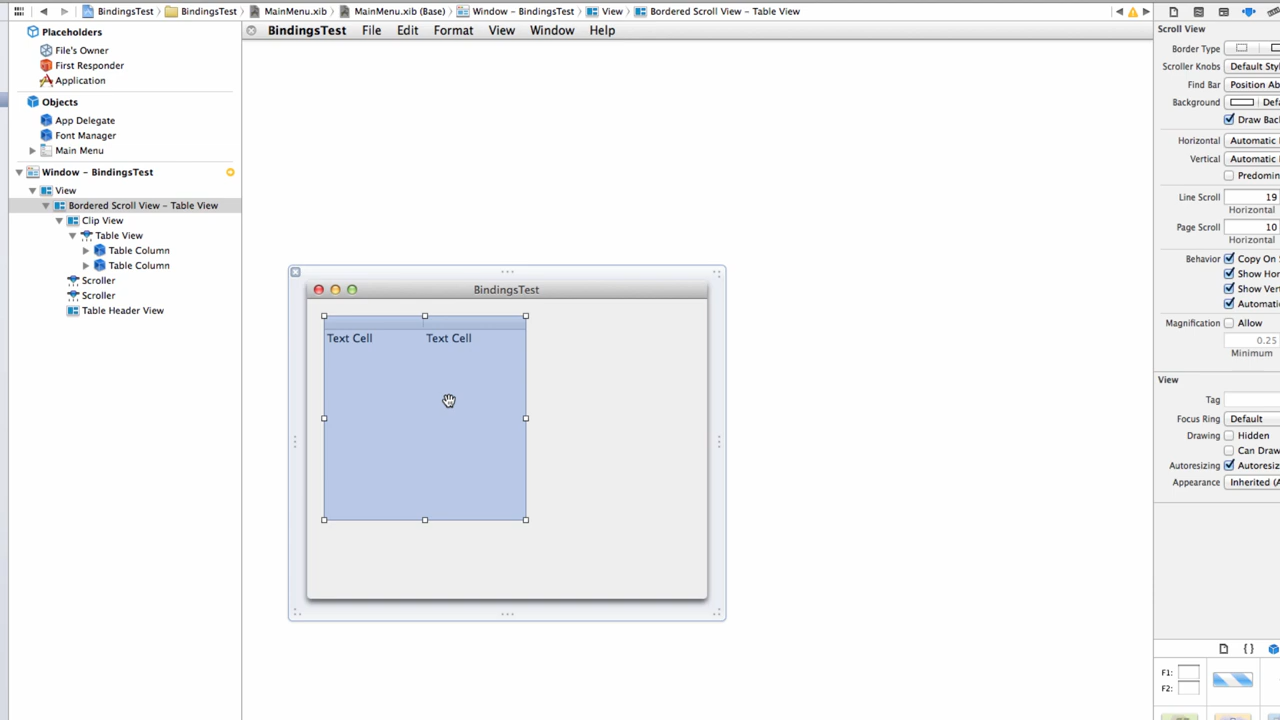 BindingsTest BindingsTest MainMenu.xib MainMenu.xib (Base) Window – BindingsTest View Bordered Scroll View – Table View
BindingsTest File Edit Format View Window Help
Placeholders
File's Owner
First Responder
Application
Objects
App Delegate
Font Manager
Main Menu
Window – BindingsTest
View
Bordered Scroll View – Table View
Clip View
Table View
Table Column
Table Column
Scroller
Scroller
Table Header View
BindingsTest
Text Cell Text Cell
Scroll View
Border Type
Scroller Knobs Default Styl
Find Bar Position Ab
Background Defa
Draw Bac
Horizontal Automatic
Vertical Automatic
Predomin
Line Scroll 19
Horizontal
Page Scroll 10
Horizontal
Behavior Copy On S
Show Hor
Show Vert
Automatic
Magnification Allow
0.25
Minimum
View
Tag
Focus Ring Default
Drawing Hidden
Can Draw
Autoresizing Autoresiz
Appearance Inherited (A
{ }
F1:
F2: